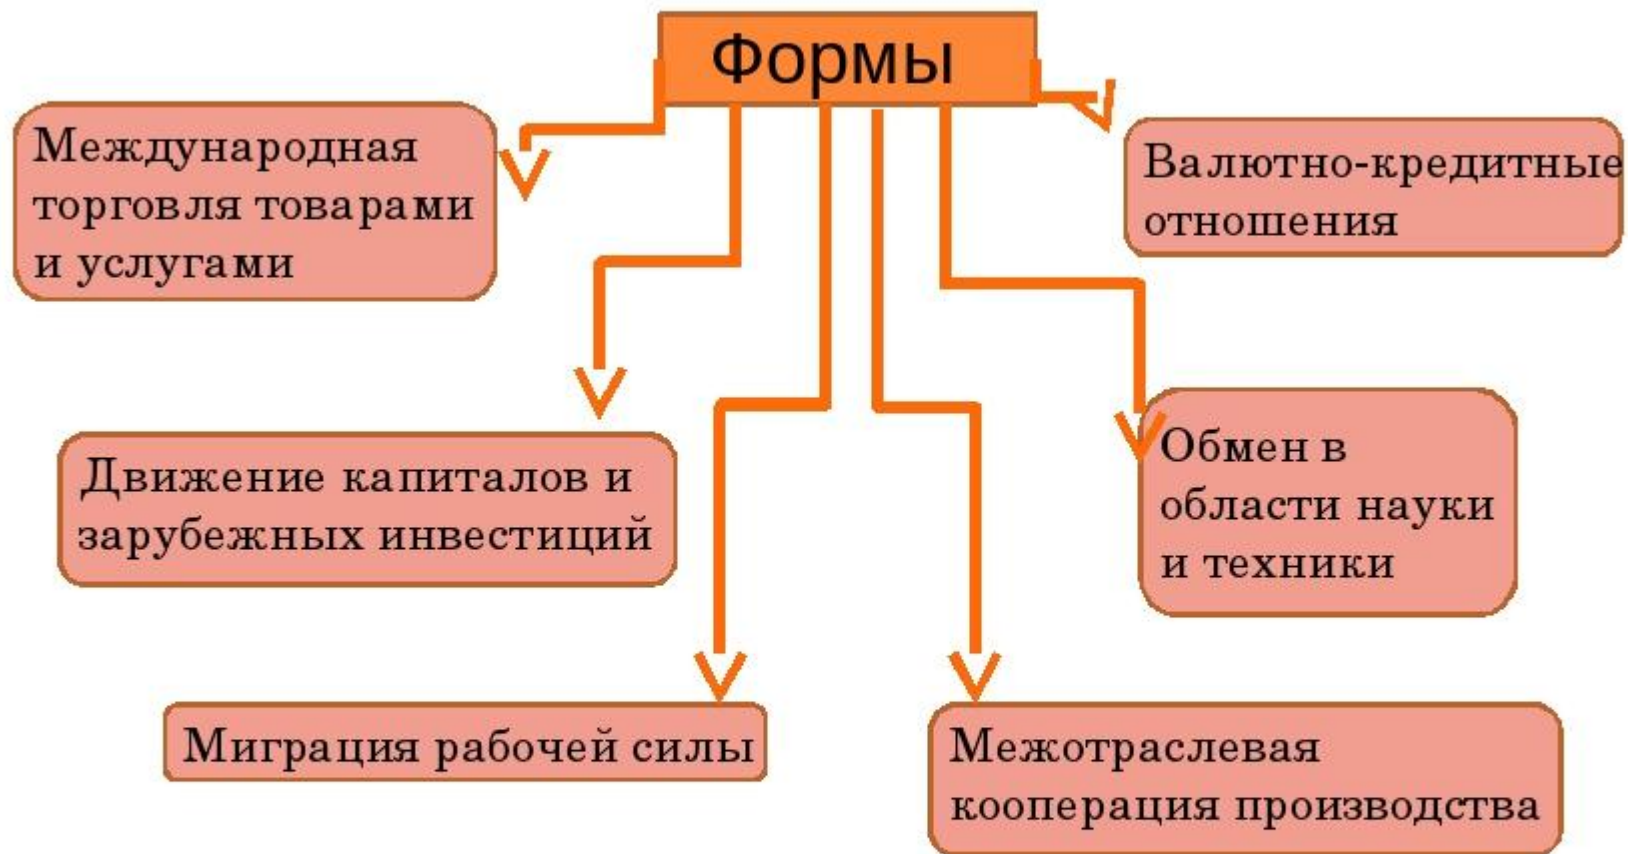 Формы
Международная
торговля товарами
и услугами
Валютно-кредитные
отношения
Движение капиталов и
зарубежных инвестиций
Обмен в
области науки
и техники
Миграция рабочей силы
Межотраслевая
кооперация производства